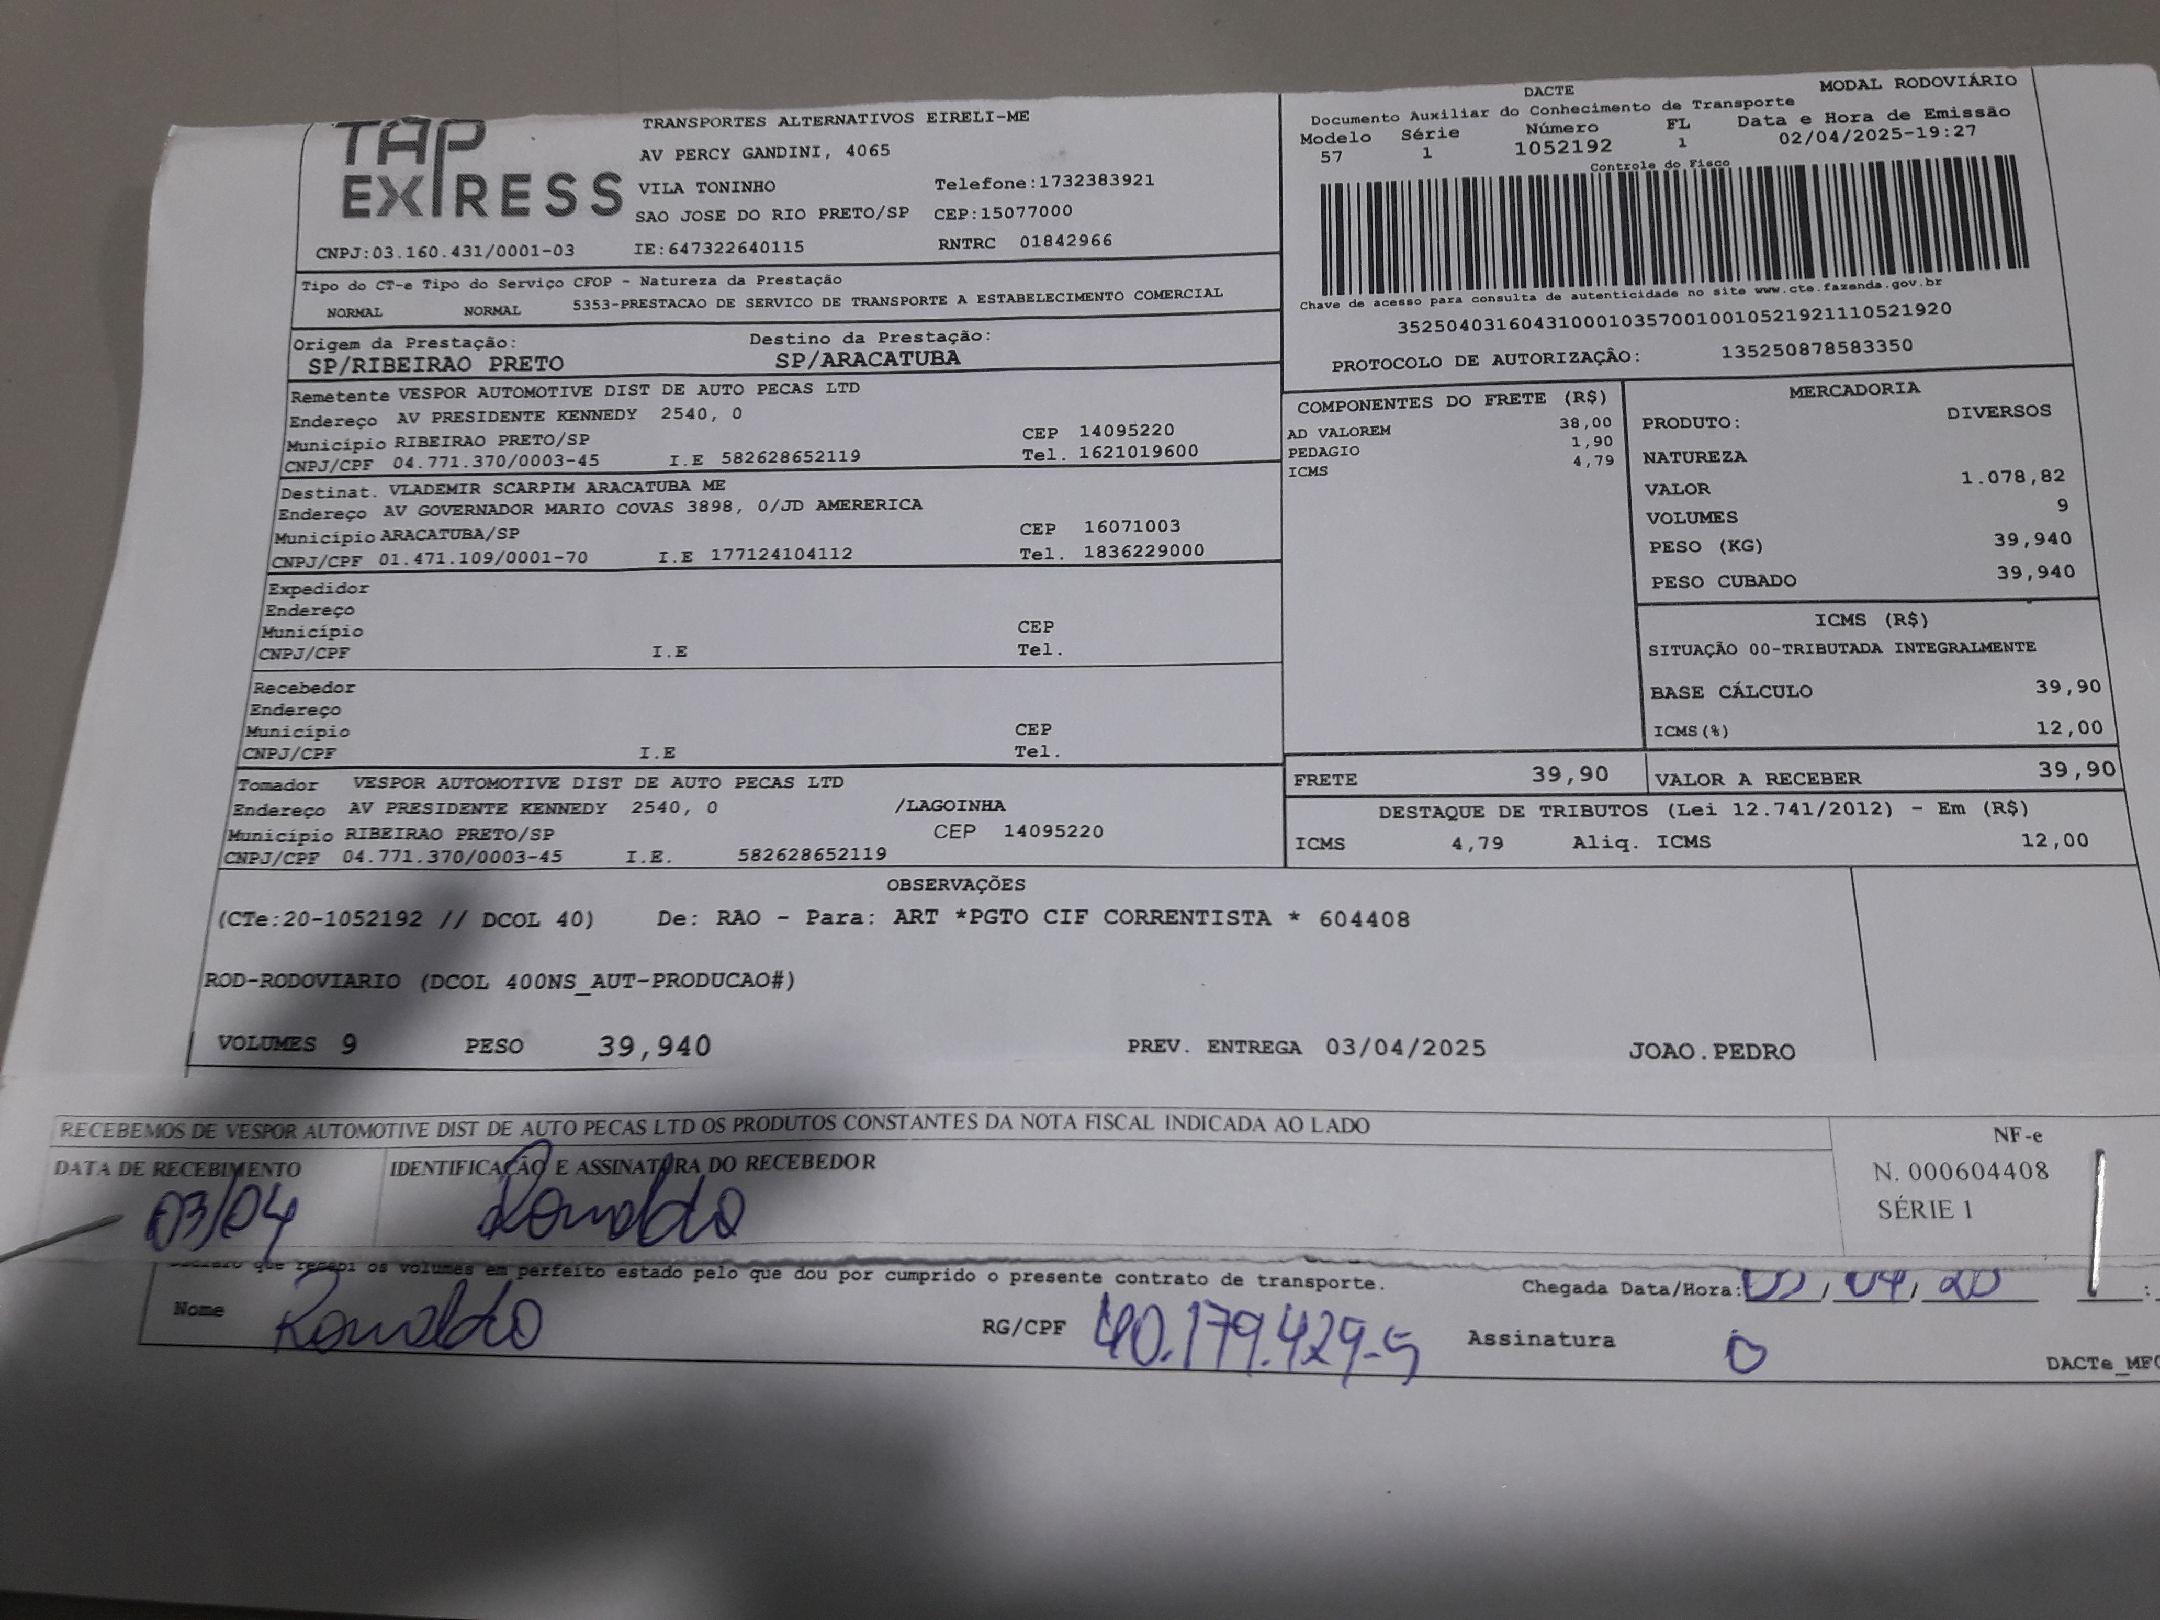 TAP EXPRESS
TRANSPORTES ALTERNATIVOS EIRELI-ME
AV PERCY GANDINI, 4065
VILA TONINHO Telefone:1732383921
SAO JOSE DO RIO PRETO/SP CEP:15077000
CNPJ:03.160.431/0001-03 IE:647322640115 RNTRC 01842966
DACTE MODAL RODOVIÁRIO
Documento Auxiliar do Conhecimento de Transporte
Modelo Série Número FL Data e Hora de Emissão
57 1 1052192 1 02/04/2025-19:27
Controle do Fisco
Chave de acesso para consulta de autenticidade no site www.cte.fazenda.gov.br
35250403160431000103570010010521921110521920
PROTOCOLO DE AUTORIZAÇÃO: 135250878583350
Tipo do CT-e Tipo do Serviço CFOP - Natureza da Prestação
NORMAL NORMAL 5353-PRESTACAO DE SERVICO DE TRANSPORTE A ESTABELECIMENTO COMERCIAL
Origem da Prestação: Destino da Prestação:
SP/RIBEIRAO PRETO SP/ARACATUBA
Remetente VESPOR AUTOMOTIVE DIST DE AUTO PECAS LTD
Endereço AV PRESIDENTE KENNEDY 2540, 0
Município RIBEIRAO PRETO/SP CEP 14095220
CNPJ/CPF 04.771.370/0003-45 I.E 582628652119 Tel. 1621019600
Destinat. VLADEMIR SCARPIM ARACATUBA ME
Endereço AV GOVERNADOR MARIO COVAS 3898, 0/JD AMERERICA
Município ARACATUBA/SP CEP 16071003
CNPJ/CPF 01.471.109/0001-70 I.E 177124104112 Tel. 1836229000
Expedidor
Endereço
Município CEP
CNPJ/CPF I.E Tel.
Recebedor
Endereço
Município CEP
CNPJ/CPF I.E Tel.
Tomador VESPOR AUTOMOTIVE DIST DE AUTO PECAS LTD
Endereço AV PRESIDENTE KENNEDY 2540, 0 /LAGOINHA
Município RIBEIRAO PRETO/SP CEP 14095220
CNPJ/CPF 04.771.370/0003-45 I.E. 582628652119
COMPONENTES DO FRETE (R$)
AD VALOREM 38,00
PEDAGIO 1,90
ICMS 4,79
MERCADORIA
PRODUTO: DIVERSOS
NATUREZA
VALOR 1.078,82
VOLUMES 9
PESO (KG) 39,940
PESO CUBADO 39,940
ICMS (R$)
SITUAÇÃO 00-TRIBUTADA INTEGRALMENTE
BASE CÁLCULO 39,90
ICMS(%) 12,00
FRETE 39,90 VALOR A RECEBER 39,90
DESTAQUE DE TRIBUTOS (Lei 12.741/2012) - Em (R$)
ICMS 4,79 Aliq. ICMS 12,00
OBSERVAÇÕES
(CTe:20-1052192 // DCOL 40) De: RAO - Para: ART *PGTO CIF CORRENTISTA * 604408
ROD-RODOVIARIO (DCOL 400NS_AUT-PRODUCAO#)
VOLUMES 9 PESO 39,940 PREV. ENTREGA 03/04/2025 JOAO.PEDRO
RECEBEMOS DE VESPOR AUTOMOTIVE DIST DE AUTO PECAS LTD OS PRODUTOS CONSTANTES DA NOTA FISCAL INDICADA AO LADO
DATA DE RECEBIMENTO IDENTIFICAÇÃO E ASSINATURA DO RECEBEDOR
03/04 Ronaldo
NF-e
N. 000604408
SÉRIE 1
que recebi os volumes em perfeito estado pelo que dou por cumprido o presente contrato de transporte. Chegada Data/Hora: 03/04/20 :
Nome Ronaldo RG/CPF 40.179.429-5 Assinatura